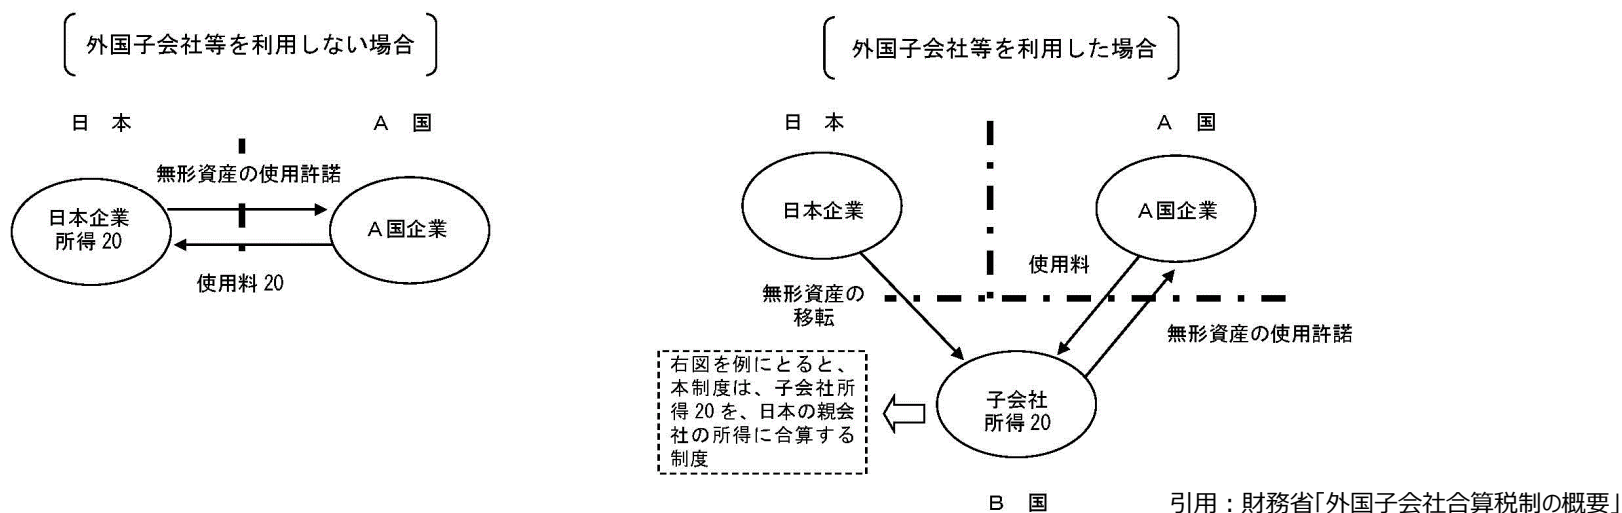 外国子会社等を利用しない場合
日 本
A 国
無形資産の使用許諾
日本企業
所得 20
A国企業
使用料 20
外国子会社等を利用した場合
日 本
A 国
日本企業
A国企業
使用料
無形資産の
移転
無形資産の使用許諾
右図を例にとると、
本制度は、子会社所
得 20 を、日本の親会
社の所得に合算する
制度
子会社
所得 20
B 国
引用：財務省｢外国子会社合算税制の概要｣